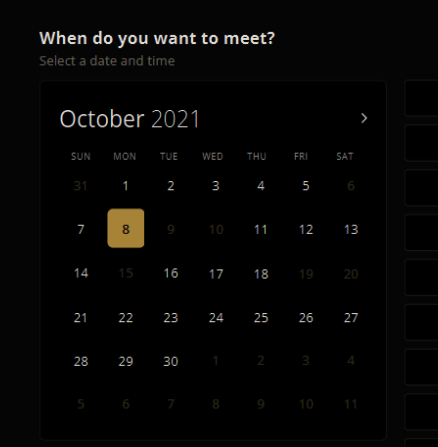 When do you want to meet?
Select a date and time
October 2021 >
SUN MON TUE WED THU FRI SAT
31 1 2 3 4 5 6
7 8 9 10 11 12 13
14 15 16 17 18 19 20
21 22 23 24 25 26 27
28 29 30 1 2 3 4
5 6 7 8 9 10 11